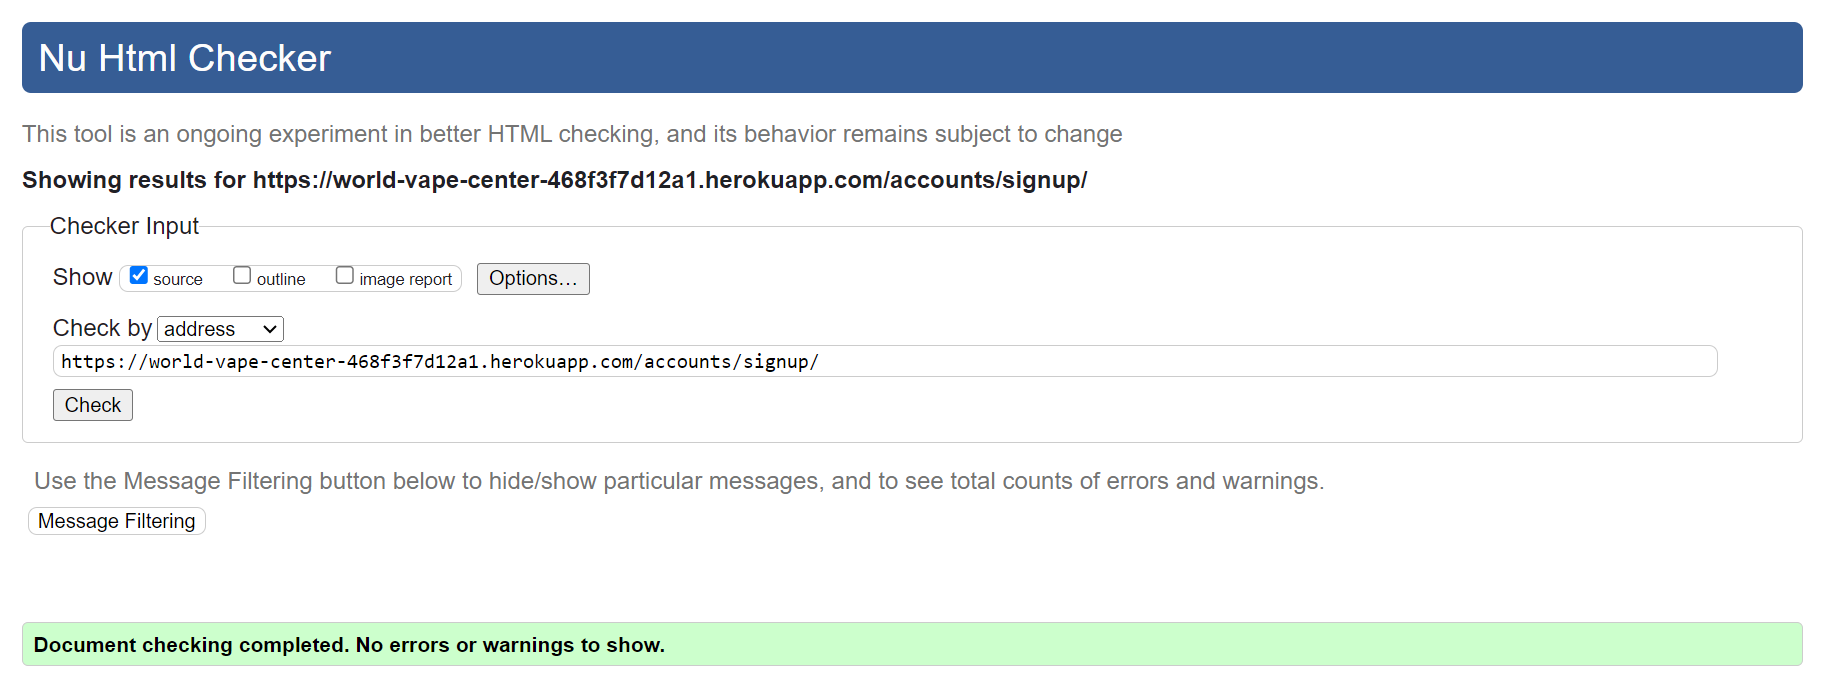 Nu Html Checker
This tool is an ongoing experiment in better HTML checking, and its behavior remains subject to change
Showing results for https://world-vape-center-468f3f7d12a1.herokuapp.com/accounts/signup/
Checker Input
Show source outline image report Options...
Check by address
https://world-vape-center-468f3f7d12a1.herokuapp.com/accounts/signup/
Check
Use the Message Filtering button below to hide/show particular messages, and to see total counts of errors and warnings.
Message Filtering
Document checking completed. No errors or warnings to show.